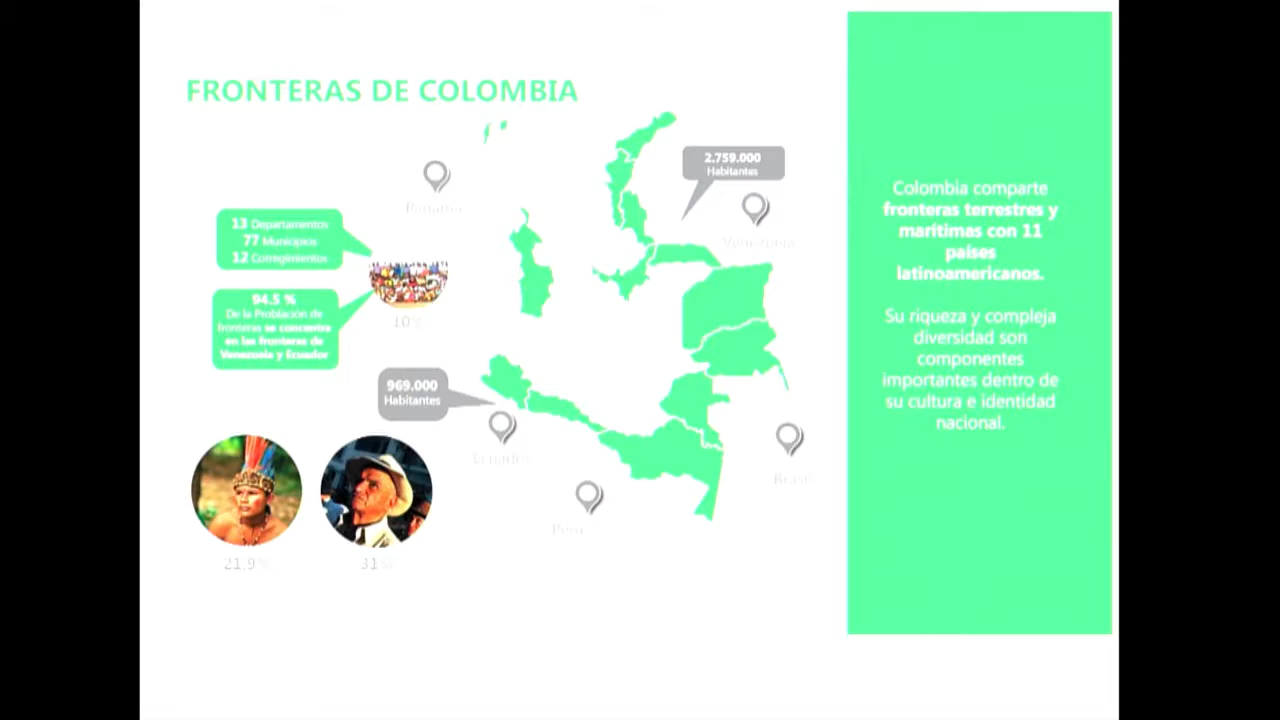 FRONTERAS DE COLOMBIA
Panamá
2.759.000
Habitantes
Venezuela
13 Departamentos
77 Municipios
12 Corregimientos
94.5 %
De la Problación de
fronteras se concentra
en las fronteras de
Venezuela y Ecuador
10%
969.000
Habitantes
Ecuador
Perú
Brasil
21.9%
31%
Colombia comparte
fronteras terrestres y
marítimas con 11
países
latinoamericanos.
Su riqueza y compleja
diversidad son
componentes
importantes dentro de
su cultura e identidad
nacional.